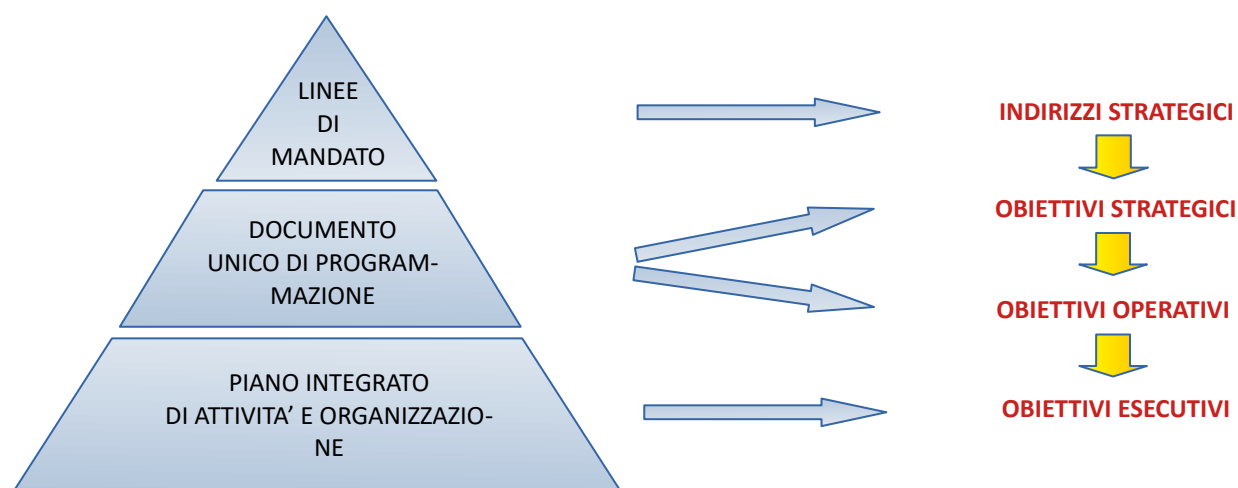 LINEE
DI
MANDATO
INDIRIZZI STRATEGICI
DOCUMENTO
UNICO DI PROGRAM-
MAZIONE
OBIETTIVI STRATEGICI
OBIETTIVI OPERATIVI
PIANO INTEGRATO
DI ATTIVITA’ E ORGANIZZAZIO-
NE
OBIETTIVI ESECUTIVI